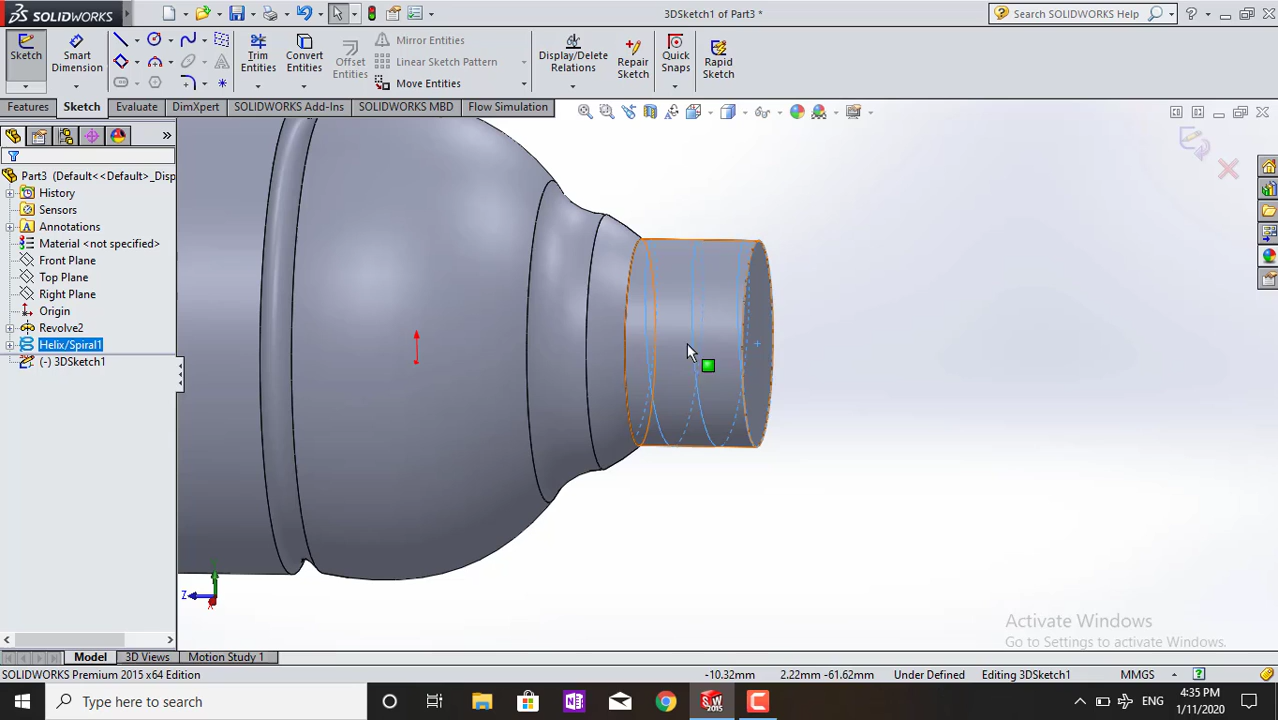 SOLIDWORKS
3DSketch1 of Part3 *
Search SOLIDWORKS Help
Sketch
Smart Dimension
Trim Entities
Convert Entities
Offset Entities
Mirror Entities
Linear Sketch Pattern
Move Entities
Display/Delete Relations
Repair Sketch
Quick Snaps
Rapid Sketch
Features
Sketch
Evaluate
DimXpert
SOLIDWORKS Add-Ins
SOLIDWORKS MBD
Flow Simulation
Part3 (Default<<Default>_Disp
History
Sensors
Annotations
Material <not specified>
Front Plane
Top Plane
Right Plane
Origin
Revolve2
Helix/Spiral1
(-) 3DSketch1
Z
X
Activate Windows
Go to Settings to activate Windows.
Model
3D Views
Motion Study 1
SOLIDWORKS Premium 2015 x64 Edition
-10.32mm
2.22mm -61.62mm
Under Defined
Editing 3DSketch1
MMGS
Type here to search
SW
2015
ENG
4:35 PM
1/11/2020